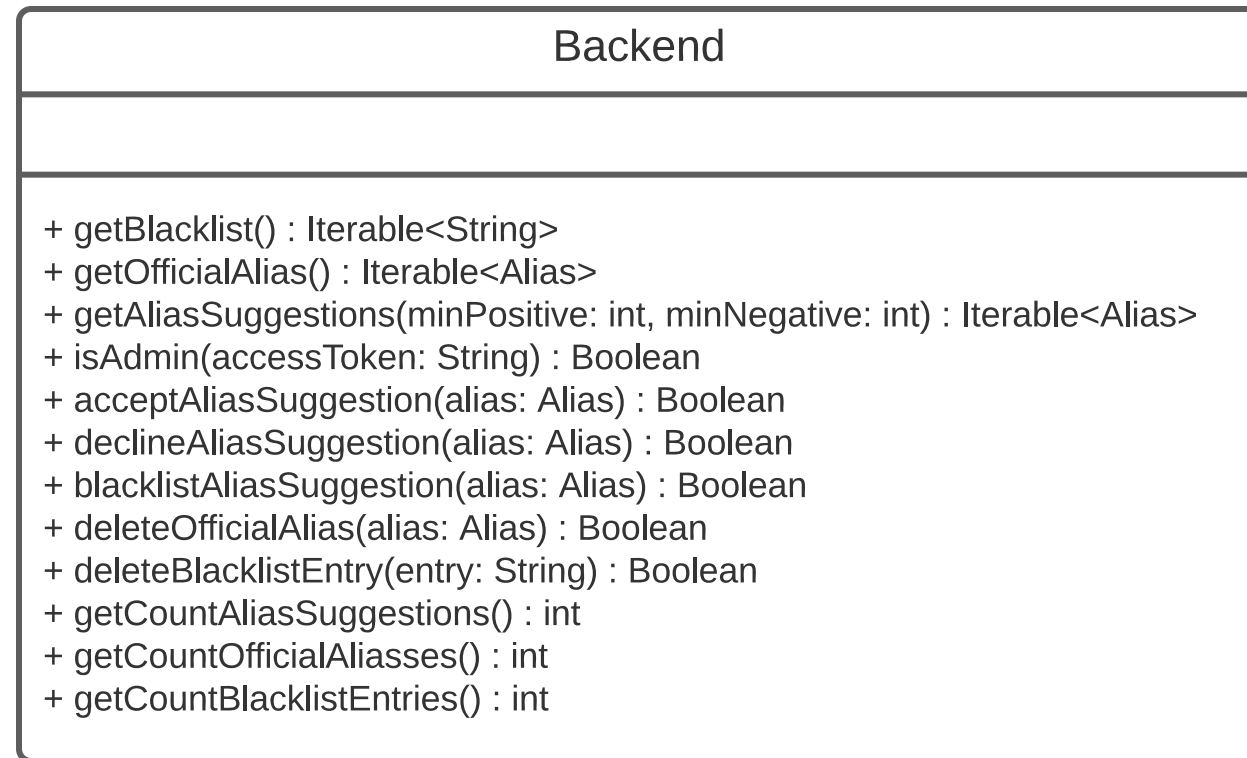 Backend
+ getBlacklist() : Iterable<String>
+ getOfficialAlias() : Iterable<Alias>
+ getAliasSuggestions(minPositive: int, minNegative: int) : Iterable<Alias>
+ isAdmin(accessToken: String) : Boolean
+ acceptAliasSuggestion(alias: Alias) : Boolean
+ declineAliasSuggestion(alias: Alias) : Boolean
+ blacklistAliasSuggestion(alias: Alias) : Boolean
+ deleteOfficialAlias(alias: Alias) : Boolean
+ deleteBlacklistEntry(entry: String) : Boolean
+ getCountAliasSuggestions() : int
+ getCountOfficialAliasses() : int
+ getCountBlacklistEntries() : int